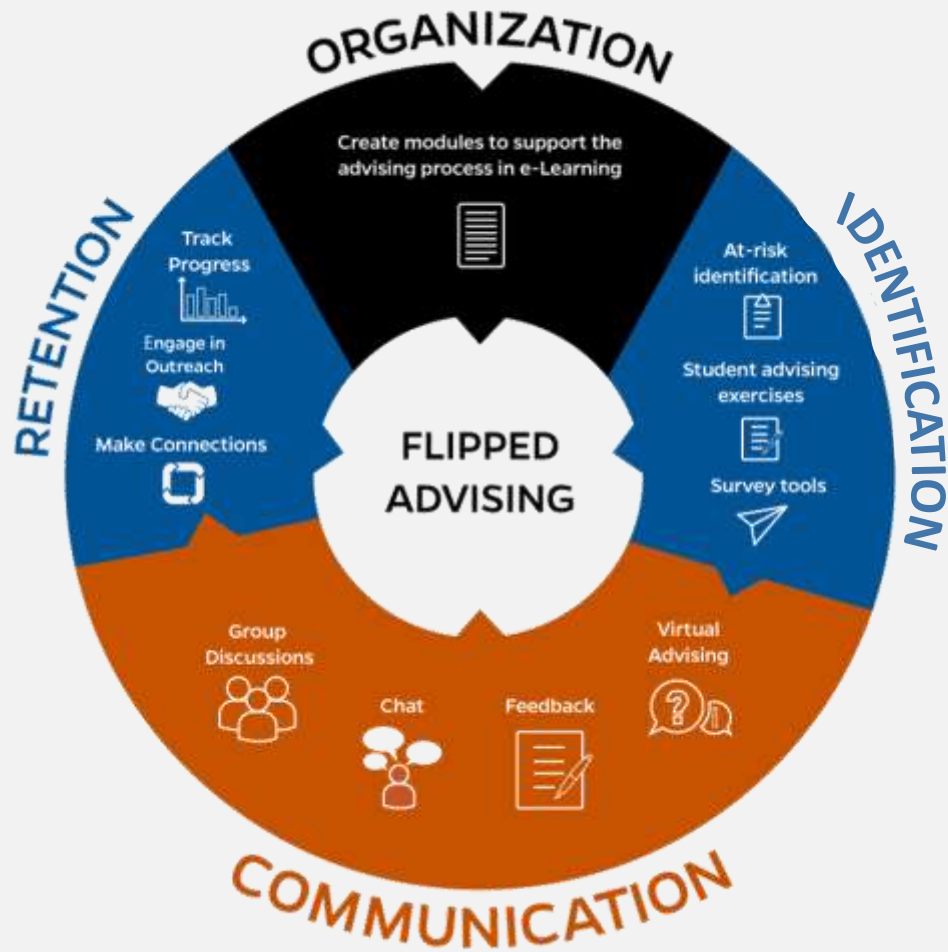 ORGANIZATION
Create modules to support the
advising process in e-Learning
IDENTIFICATION
At-risk
identification
Student advising
exercises
Survey tools
COMMUNICATION
Virtual
Advising
Feedback
Chat
Group
Discussions
RETENTION
Track
Progress
Engage in
Outreach
Make Connections
FLIPPED
ADVISING